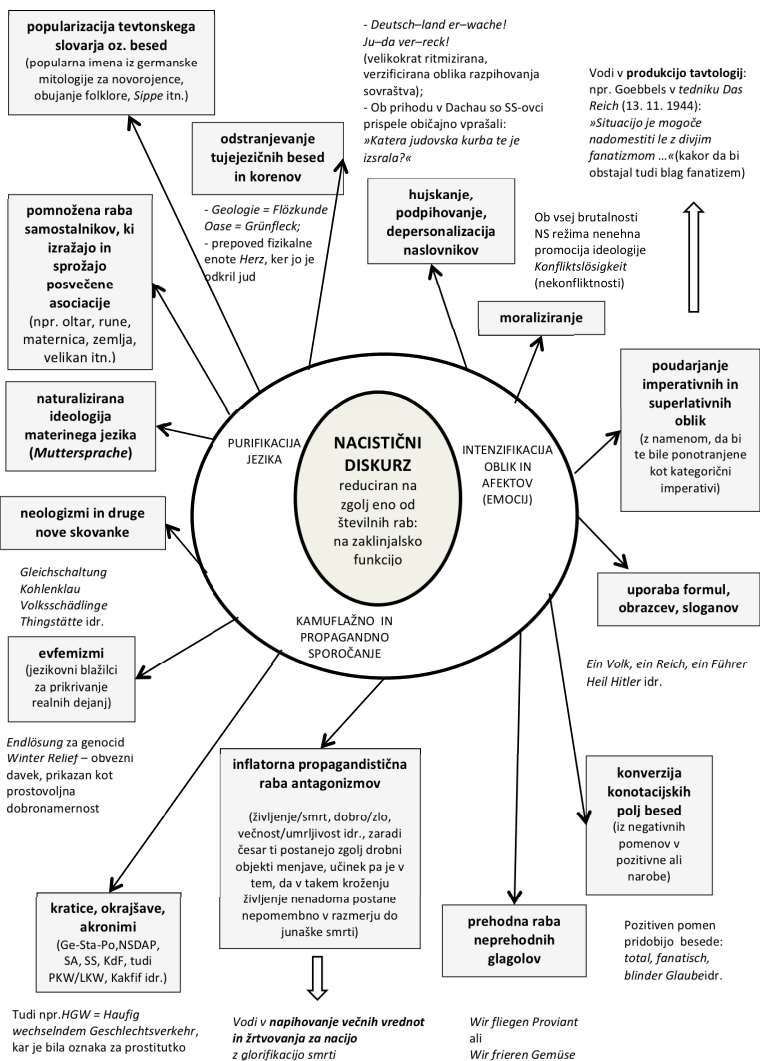 popularizacija tevtonskega
slovarja oz. besed
(popularna imena iz germanske
mitologije za novorojence,
obujanje folklore, Sippe itn.)
- Deutsch–land er–wache!
Ju–da ver–reck!
(velikokrat ritmizirana,
verzificirana oblika razpihovanja
sovraštva);
- Ob prihodu v Dachau so SS-ovci
prispele običajno vprašali:
»Katera judovska kurba te je
izsrala?«
Vodi v produkcijo tavtologij:
npr. Goebbels v tedniku Das
Reich (13. 11. 1944):
»Situacijo je mogoče
nadomestiti le z divjim
fanatizmom …«(kakor da bi
obstajal tudi blag fanatizem)
odstranjevanje
tujejezičnih besed
in korenov
- Geologie = Flözkunde
Oase = Grünfleck;
- prepoved fizikalne
enote Herz, ker jo je
odkril jud
hujskanje,
podpihovanje,
depersonalizacija
naslovnikov
Ob vsej brutalnosti
NS režima nenehna
promocija ideologije
Konfliktslösigkeit
(nekonfliktnosti)
moraliziranje
pomnožena raba
samostalnikov, ki
izražajo in
sprožajo
posvečene
asociacije
(npr. oltar, rune,
maternica, zemlja,
velikan itn.)
poudarjanje
imperativnih in
superlativnih
oblik
(z namenom, da bi
te bile ponotranjene
kot kategorični
imperativi)
naturalizirana
ideologija
materinega jezika
(Muttersprache)
PURIFIKACIJA
JEZIKA
NACISTIČNI
DISKURZ
reduciran na
zgolj eno od
številnih rab:
na zaklinjalsko
funkcijo
INTENZIFIKACIJA
OBLIK IN
AFEKTOV
(EMOCIJ)
neologizmi in druge
nove skovanke
Gleichschaltung
Kohlenklau
Volksschädlinge
Thingstätte idr.
uporaba formul,
obrazcev, sloganov
Ein Volk, ein Reich, ein Führer
Heil Hitler idr.
KAMUFLAŽNO IN
PROPAGANDNO
SPOROČANJE
evfemizmi
(jezikovni blažilci
za prikrivanje
realnih dejanj)
Endlösung za genocid
Winter Relief – obvezni
davek, prikazan kot
prostovoljna
dobronamernost
inflatorna propagandistična
raba antagonizmov
(življenje/smrt, dobro/zlo,
večnost/umrljivost idr., zaradi
česar ti postanejo zgolj drobni
objekti menjave, učinek pa je v
tem, da v takem kroženju
življenje nenadoma postane
nepomembno v razmerju do
junaške smrti)
konverzija
konotacijskih
polj besed
(iz negativnih
pomenov v
pozitivne ali
narobe)
kratice, okrajšave,
akronimi
(Ge-Sta-Po,NSDAP,
SA, SS, KdF, tudi
PKW/LKW, Kakfif idr.)
prehodna raba
neprehodnih
glagolov
Pozitiven pomen
pridobijo besede:
total, fanatisch,
blinder Glaubeidr.
Tudi npr.HGW = Haufig
wechselndem Geschlechtsverkehr,
kar je bila oznaka za prostitutko
Vodi v napihovanje večnih vrednot
in žrtvovanja za nacijo
z glorifikacijo smrti
Wir fliegen Proviant
ali
Wir frieren Gemüse